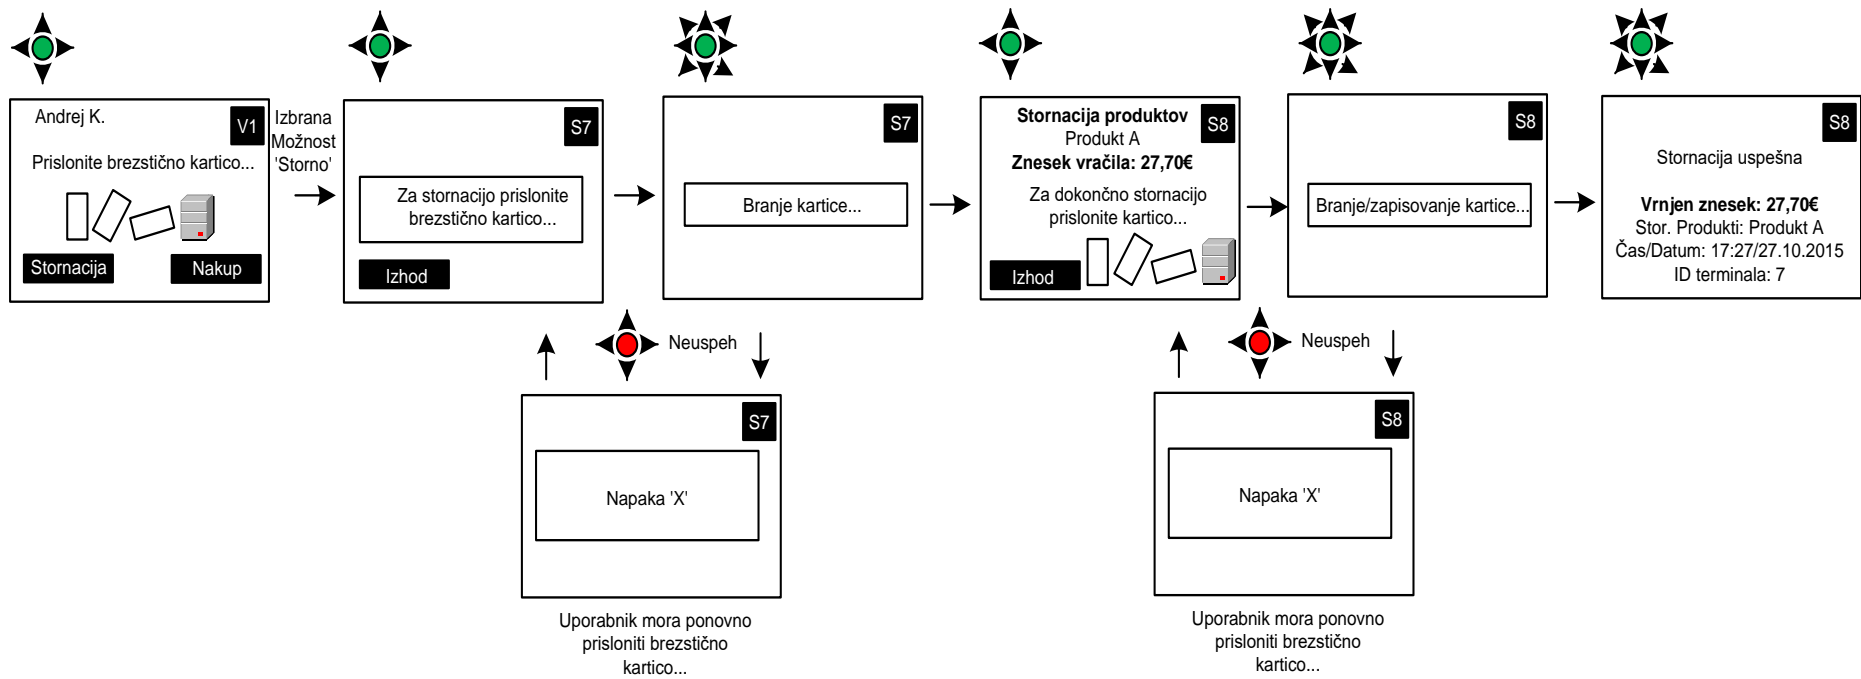 Andrej K.
V1
Prislonite brezstično kartico...
Stornacija
Nakup
Izbrana
Možnost
'Storno'
S7
Za stornacijo prislonite
brezstično kartico...
Izhod
S7
Branje kartice...
Stornacija produktov
S8
Produkt A
Znesek vračila: 27,70€
Za dokončno stornacijo
prislonite kartico...
Izhod
S8
Branje/zapisovanje kartice...
S8
Stornacija uspešna
Vrnjen znesek: 27,70€
Stor. Produkti: Produkt A
Čas/Datum: 17:27/27.10.2015
ID terminala: 7
Neuspeh
S7
Napaka 'X'
Uporabnik mora ponovno
prisloniti brezstično
kartico...
Neuspeh
S8
Napaka 'X'
Uporabnik mora ponovno
prisloniti brezstično
kartico...